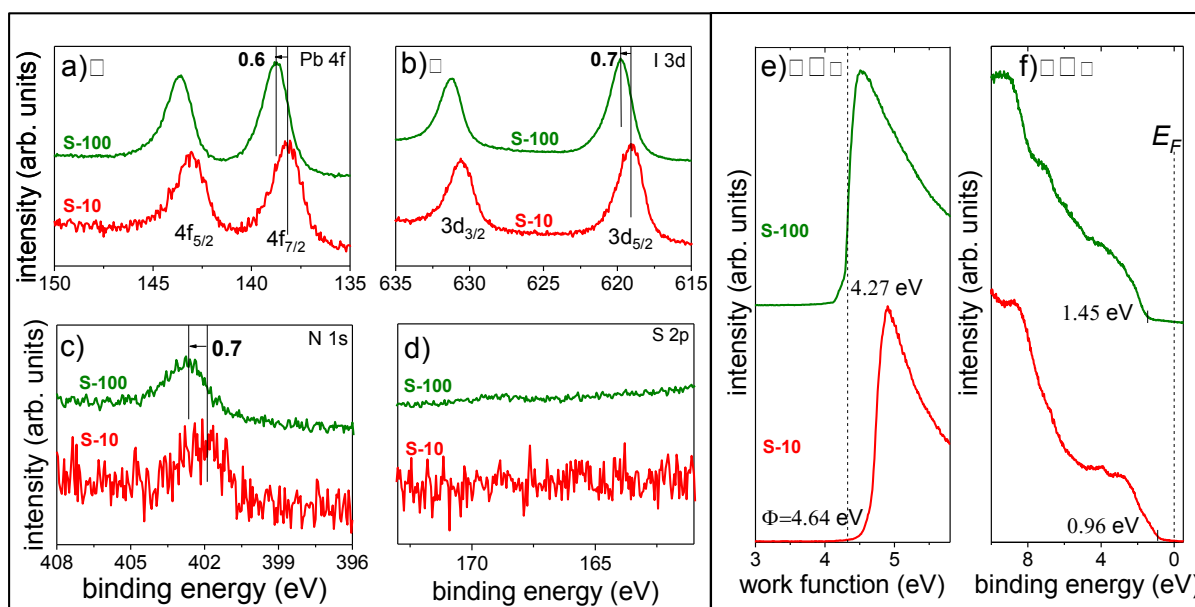 a)□
0.6
Pb 4f
S-100
S-10
4f5/2
4f7/2
intensity (arb. units)
150
145
140
135
b)□
0.7
I 3d
S-100
S-10
3d3/2
3d5/2
635
630
625
620
615
c)
N 1s
0.7
S-100
S-10
intensity (arb. units)
408
404
400
396
binding energy (eV)
d)
S 2p
S-100
S-10
170
165
binding energy (eV)
e)□□□
S-100
4.27 eV
S-10
Φ=4.64 eV
intensity (arb. units)
3
4
5
work function (eV)
f)□□□
EF
1.45 eV
0.96 eV
intensity (arb. units)
8
4
0
binding energy (eV)